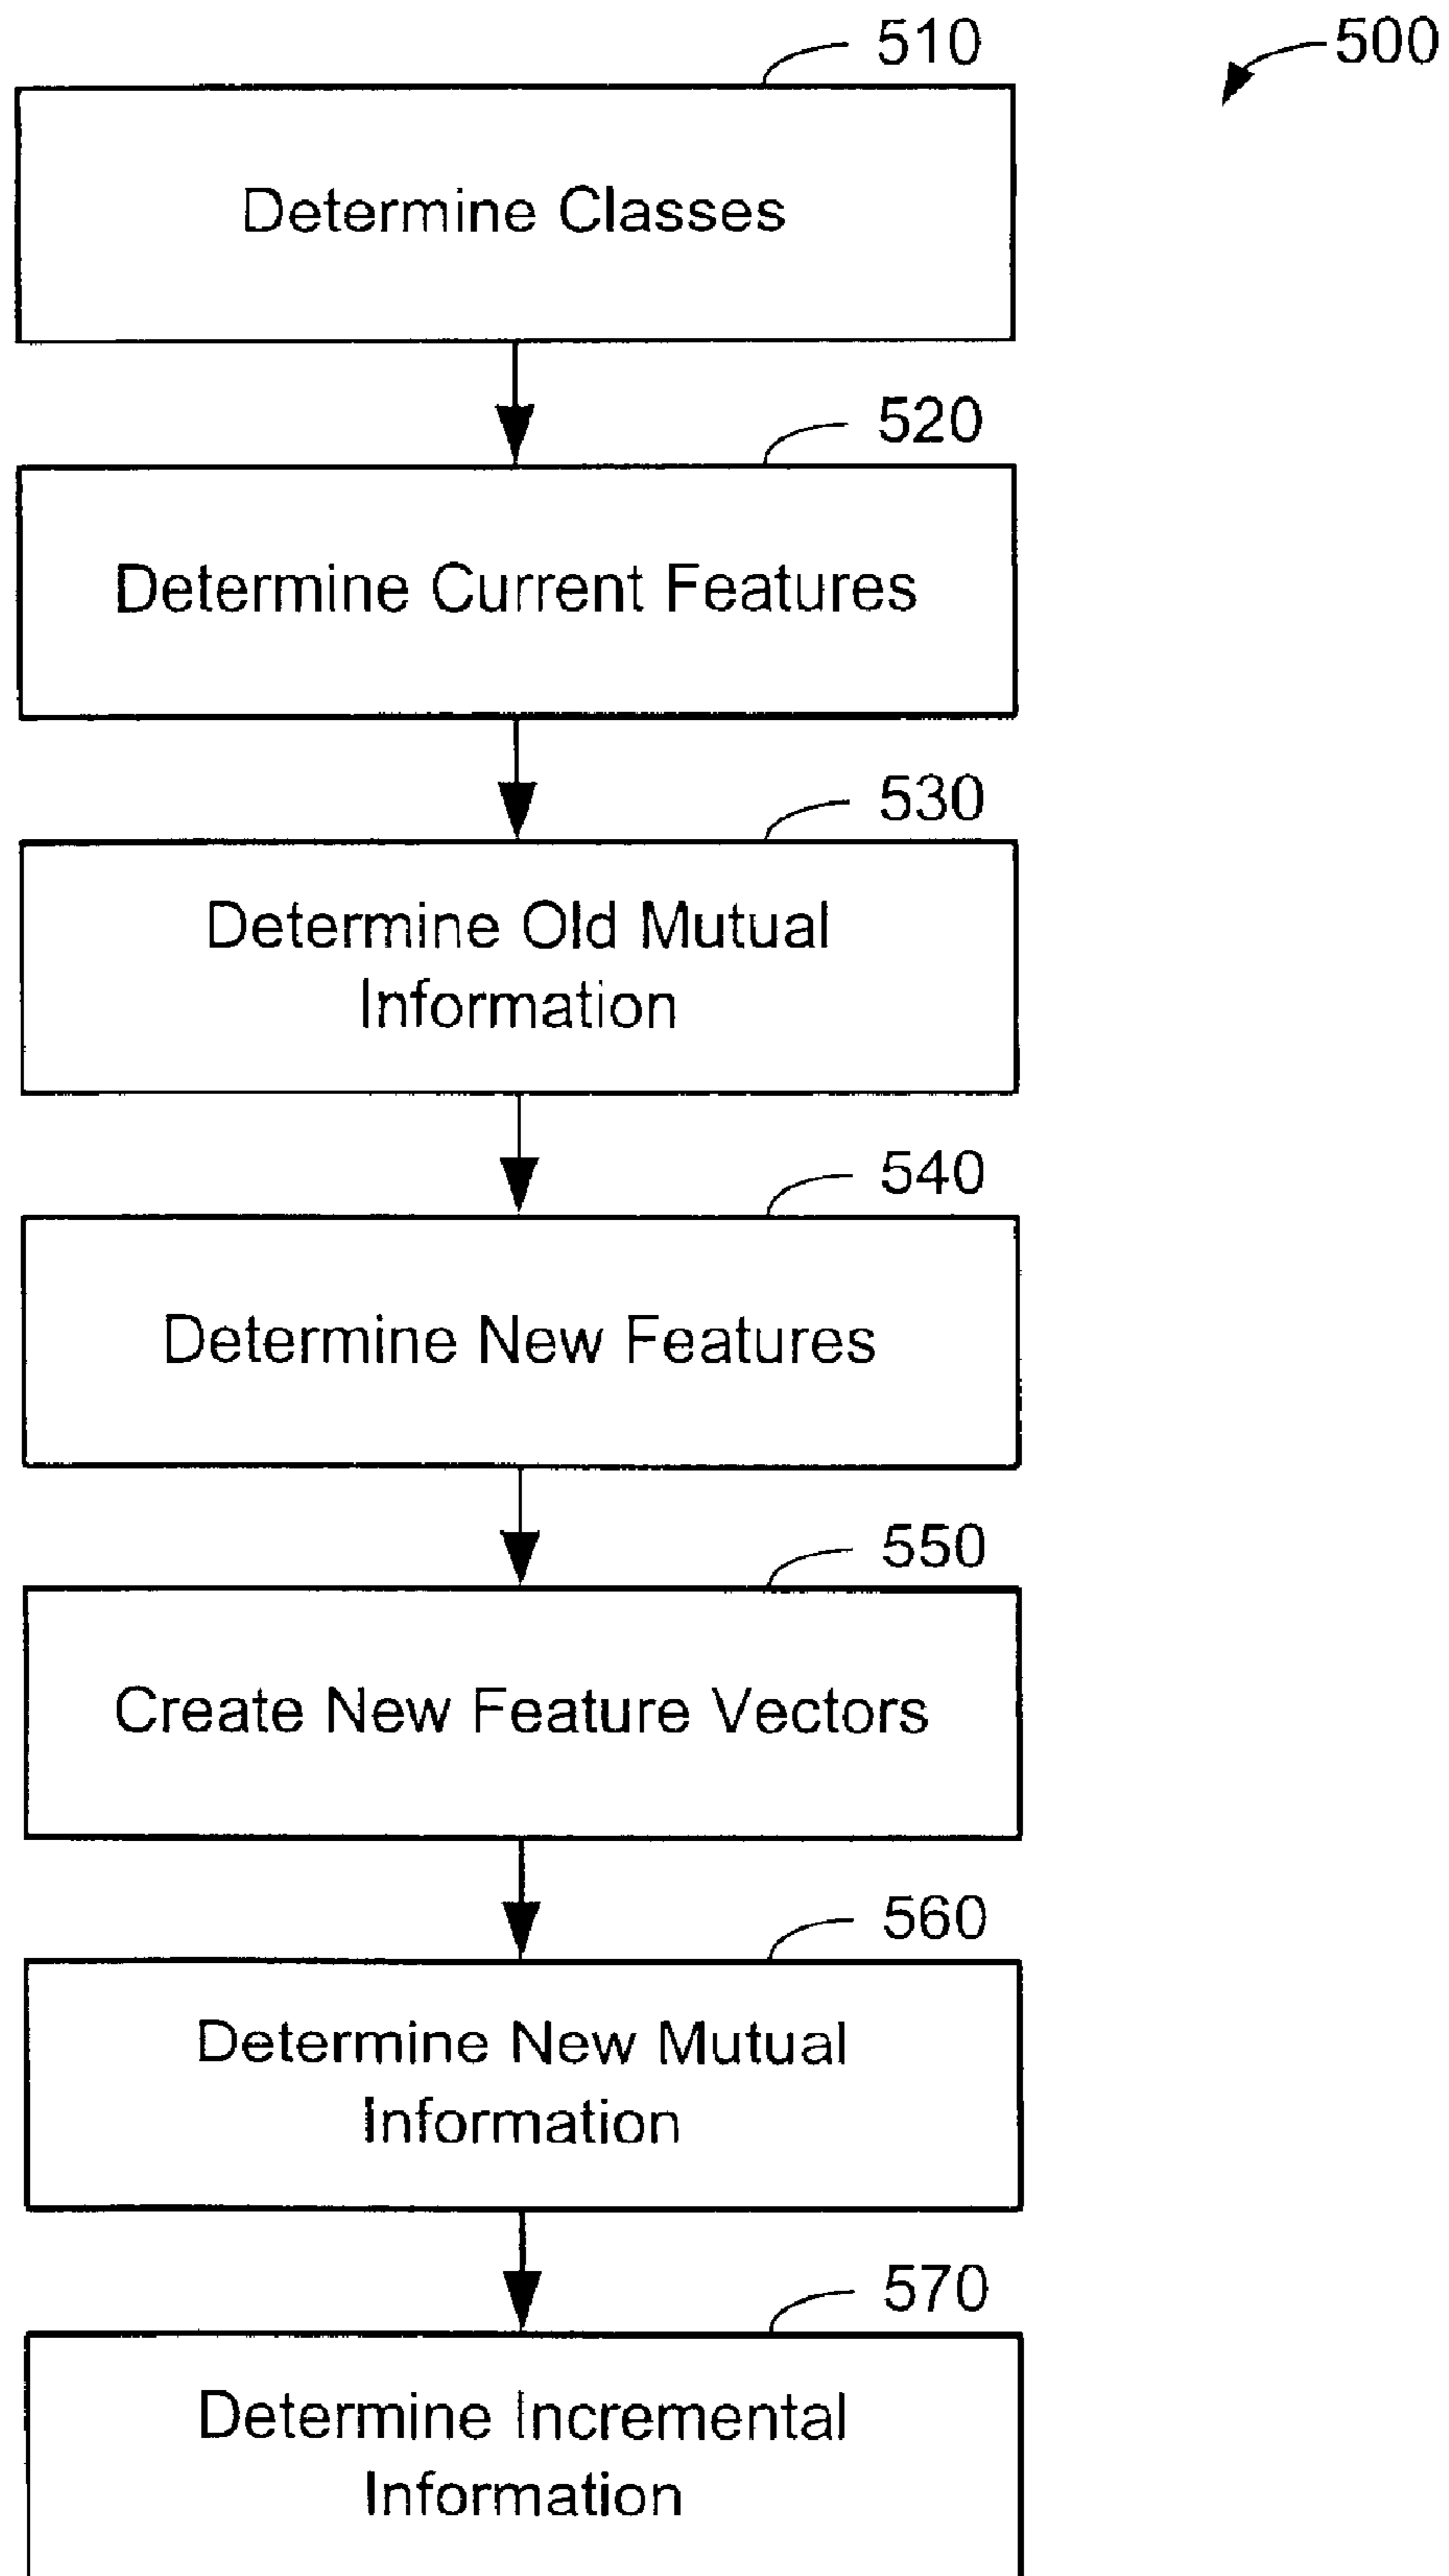 510
500
Determine Classes
520
Determine Current Features
530
Determine Old Mutual
Information
540
Determine New Features
550
Create New Feature Vectors
560
Determine New Mutual
Information
570
Determine Incremental
Information